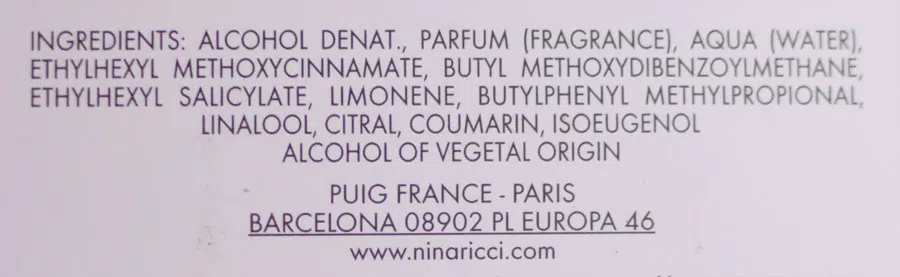 INGREDIENTS: ALCOHOL DENAT., PARFUM (FRAGRANCE), AQUA (WATER),
ETHYLHEXYL METHOXYCINNAMATE, BUTYL METHOXYDIBENZOYLMETHANE,
ETHYLHEXYL SALICYLATE, LIMONENE, BUTYLPHENYL METHYLPROPIONAL,
LINALOOL, CITRAL, COUMARIN, ISOEUGENOL
ALCOHOL OF VEGETAL ORIGIN
PUIG FRANCE - PARIS
BARCELONA 08902 PL EUROPA 46
www.ninaricci.com